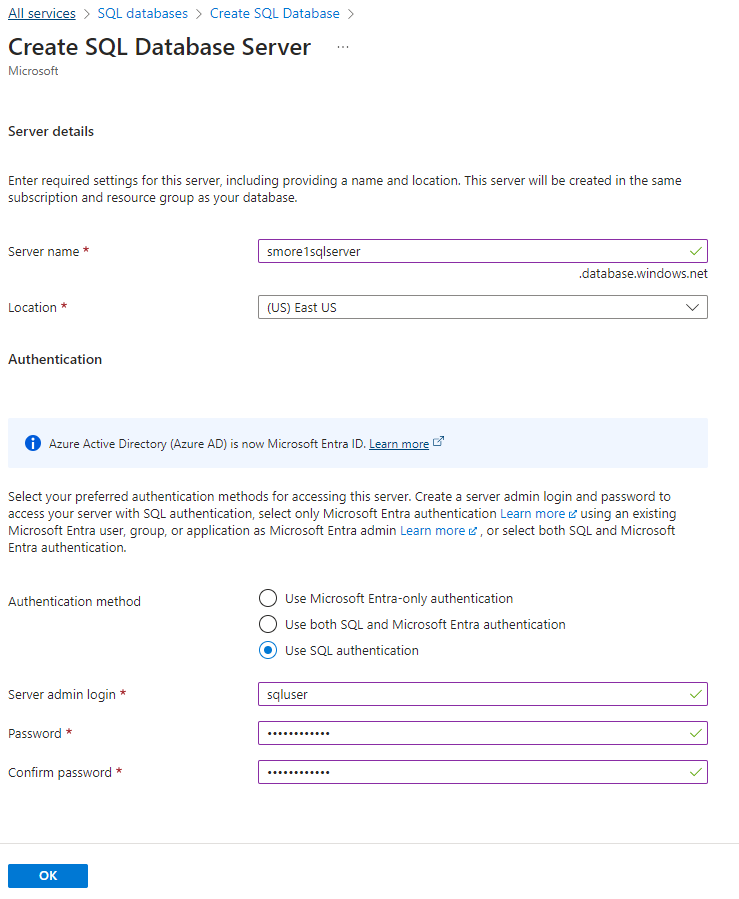 All services > SQL databases > Create SQL Database >
Create SQL Database Server ...
Microsoft
Server details
Enter required settings for this server, including providing a name and location. This server will be created in the same
subscription and resource group as your database.
Server name *
smore1sqlserver
.database.windows.net
Location *
(US) East US
Authentication
Azure Active Directory (Azure AD) is now Microsoft Entra ID. Learn more
Select your preferred authentication methods for accessing this server. Create a server admin login and password to
access your server with SQL authentication, select only Microsoft Entra authentication Learn more using an existing
Microsoft Entra user, group, or application as Microsoft Entra admin Learn more , or select both SQL and Microsoft
Entra authentication.
Authentication method
Use Microsoft Entra-only authentication
Use both SQL and Microsoft Entra authentication
Use SQL authentication
Server admin login *
sqluser
Password *
••••••••••••
Confirm password *
••••••••••••
OK